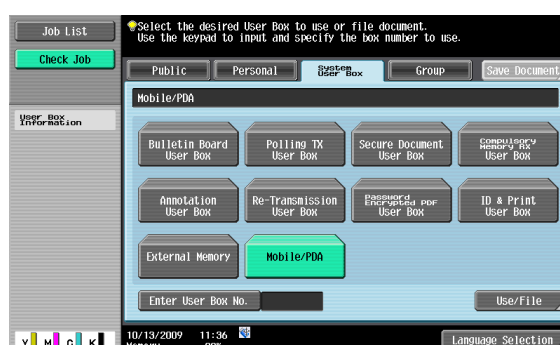 Job List
Check Job
User Box
Information
Select the desired User Box to use or file document.
Use the keypad to input and specify the box number to use.
Public
Personal
System
User Box
Group
Save Document
Mobile/PDA
Bulletin Board
User Box
Polling TX
User Box
Secure Document
User Box
Compulsory
Memory RX
User Box
Annotation
User Box
Re-Transmission
User Box
Password
Encrypted PDF
User Box
ID & Print
User Box
External Memory
Mobile/PDA
Enter User Box No.
Use/File
Y M C K
10/13/2009 11:36
Memory
Language Selection